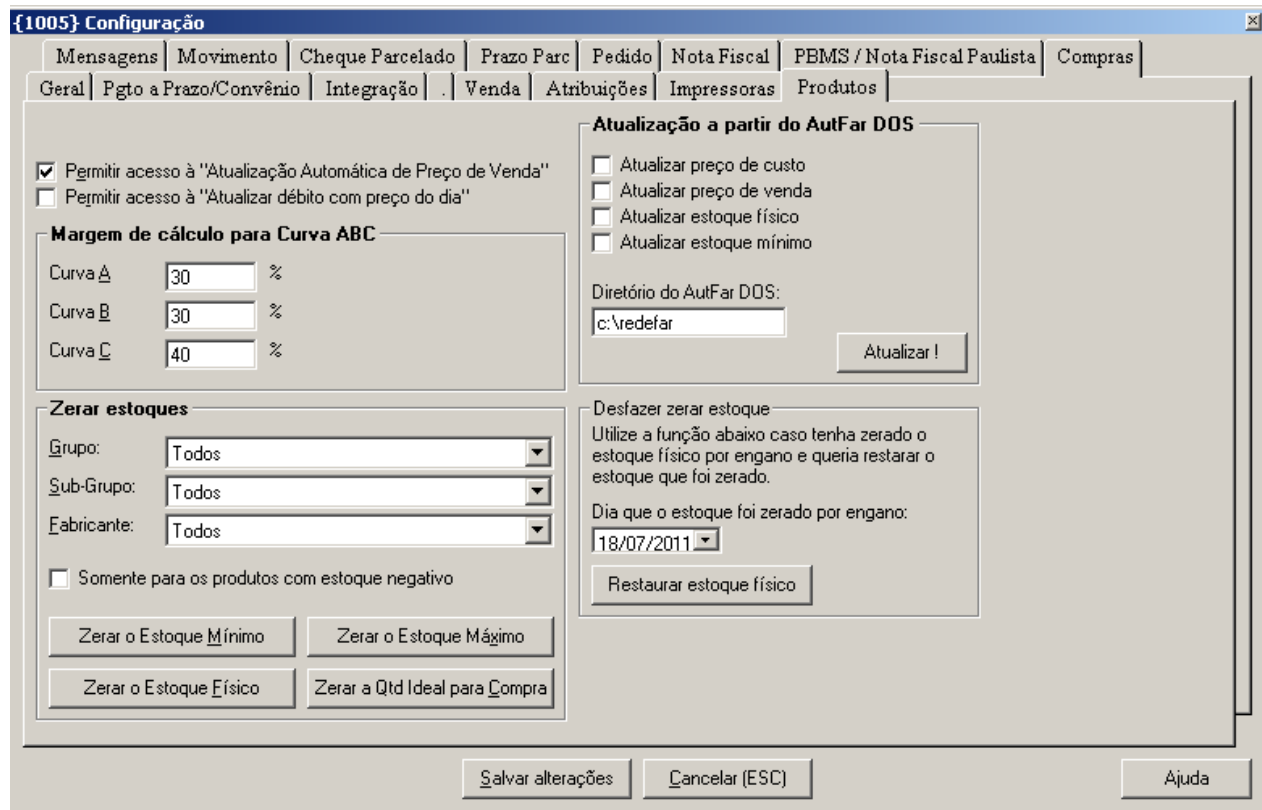 {1005} Configuração
Mensagens Movimento Cheque Parcelado Prazo Parc Pedido Nota Fiscal PBMS / Nota Fiscal Paulista Compras
Geral Pgto a Prazo/Convênio Integração . Venda Atribuições Impressoras Produtos
Permitir acesso à "Atualização Automática de Preço de Venda"
Permitir acesso à "Atualizar débito com preço do dia"
Margem de cálculo para Curva ABC
Curva A 30 %
Curva B 30 %
Curva C 40 %
Zerar estoques
Grupo: Todos
Sub-Grupo: Todos
Fabricante: Todos
Somente para os produtos com estoque negativo
Zerar o Estoque Mínimo Zerar o Estoque Máximo
Zerar o Estoque Físico Zerar a Qtd Ideal para Compra
Atualização a partir do AutFar DOS
Atualizar preço de custo
Atualizar preço de venda
Atualizar estoque físico
Atualizar estoque mínimo
Diretório do AutFar DOS:
c:\redefar
Atualizar !
Desfazer zerar estoque
Utilize a função abaixo caso tenha zerado o
estoque físico por engano e queria restarar o
estoque que foi zerado.
Dia que o estoque foi zerado por engano:
18/07/2011
Restaurar estoque físico
Salvar alterações Cancelar (ESC) Ajuda